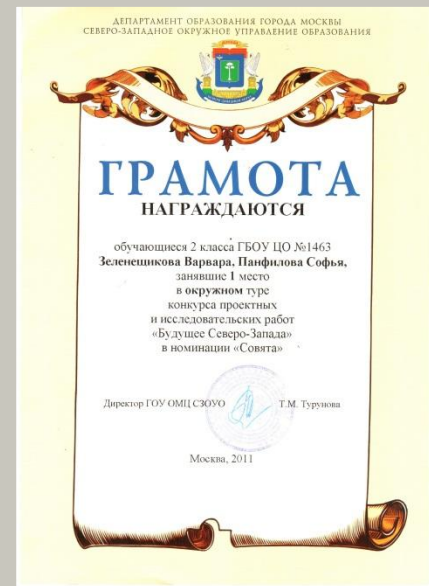 ДЕПАРТАМЕНТ ОБРАЗОВАНИЯ ГОРОДА МОСКВЫ
СЕВЕРО-ЗАПАДНОЕ ОКРУЖНОЕ УПРАВЛЕНИЕ ОБРАЗОВАНИЯ
ГРАМОТА
НАГРАЖДАЮТСЯ
обучающиеся 2 класса ГБОУ ЦО №1463
Зеленещикова Варвара, Панфилова Софья,
занявшие 1 место
в окружном туре
конкурса проектных
и исследовательских работ
«Будущее Северо-Запада»
в номинации «Совята»
Директор ГОУ ОМЦ СЗОУО Т.М. Турунова
Москва, 2011